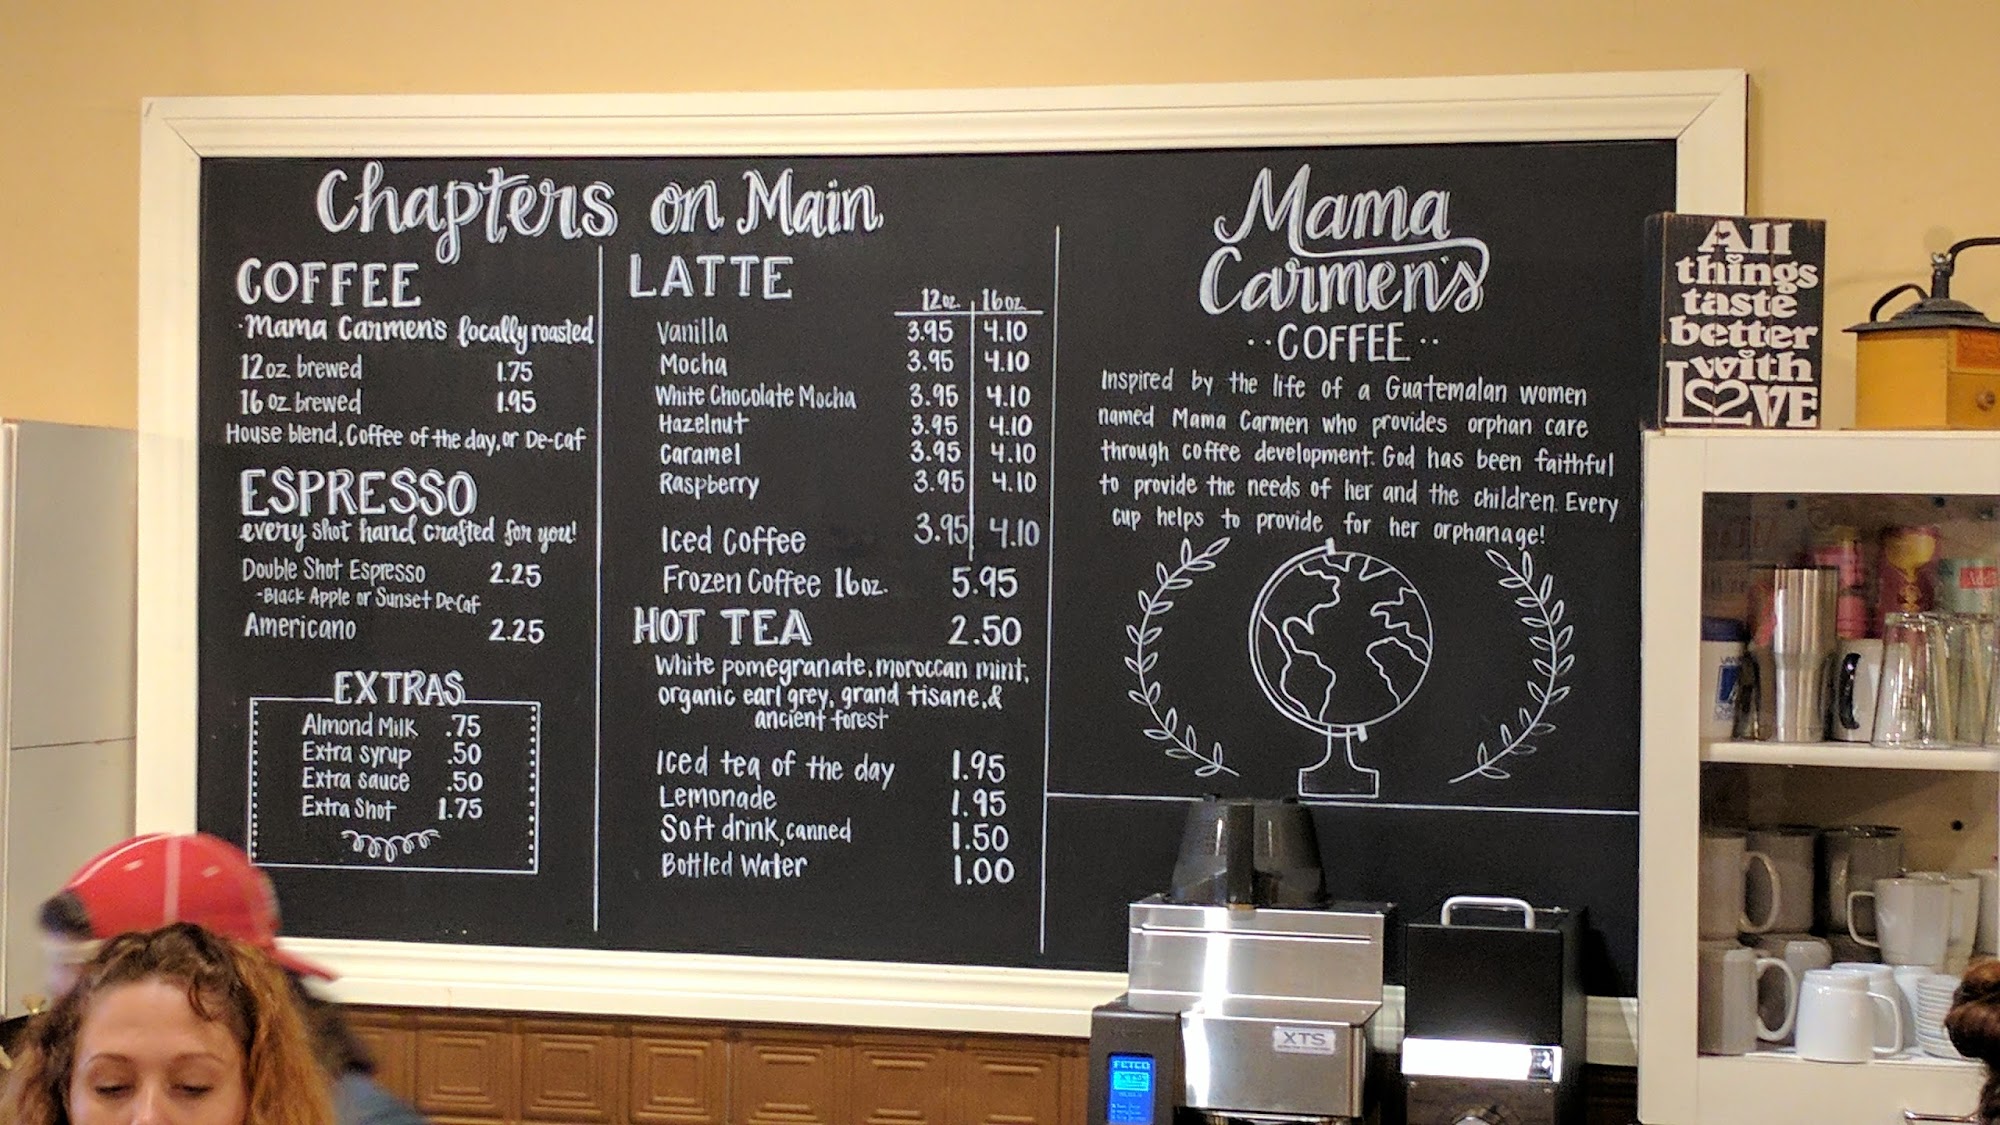 Chapters on Main
COFFEE
·Mama Carmen's locally roasted
12oz brewed 1.75
16 oz brewed 1.95
House blend, Coffee of the day, or De-caf
ESPRESSO
every shot hand crafted for you!
Double Shot Espresso 2.25
-Black Apple or Sunset De-Caf
Americano 2.25
EXTRAS
Almond Milk .75
Extra syrup .50
Extra sauce .50
Extra Shot 1.75
LATTE
12oz. 16oz
Vanilla 3.95 4.10
Mocha 3.95 4.10
White Chocolate Mocha 3.95 4.10
Hazelnut 3.95 4.10
Caramel 3.95 4.10
Raspberry 3.95 4.10
Iced Coffee 3.95 4.10
Frozen Coffee 16oz. 5.95
HOT TEA 2.50
White pomegranate, moroccan mint,
organic earl grey, grand tisane, &
ancient forest
Iced tea of the day 1.95
Lemonade 1.95
Soft drink, canned 1.50
Bottled Water 1.00
Mama
Carmen's
··COFFEE··
Inspired by the life of a Guatemalan women
named Mama Carmen who provides orphan care
through coffee development. God has been faithful
to provide the needs of her and the children. Every
cup helps to provide for her orphanage!
All
things
taste
better
with
LOVE
XTS
FETCO